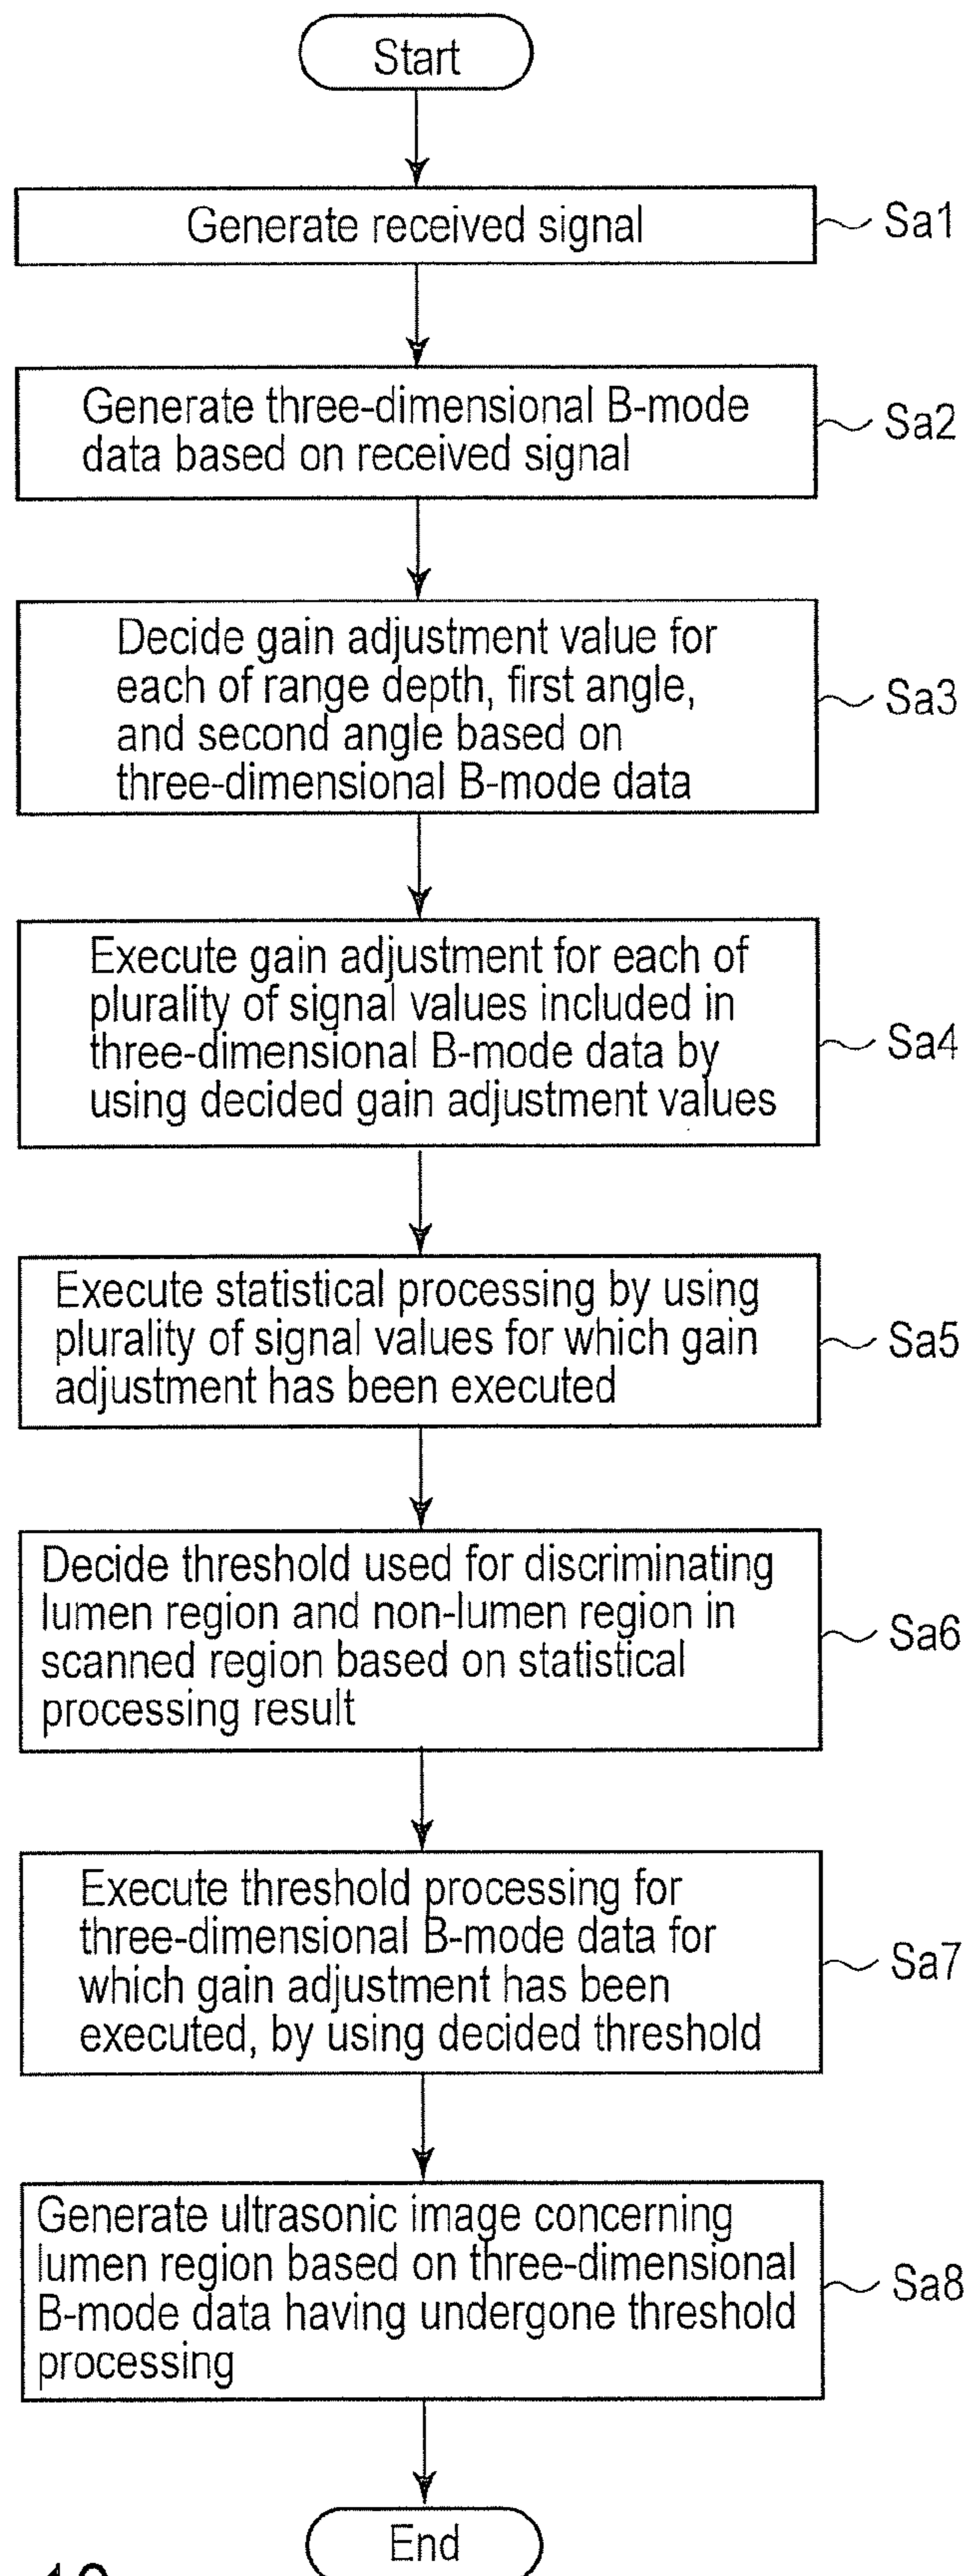 Start
Generate received signal
Sa1
Generate three-dimensional B-mode
data based on received signal
Sa2
Decide gain adjustment value for
each of range depth, first angle,
and second angle based on
three-dimensional B-mode data
Sa3
Execute gain adjustment for each of
plurality of signal values included in
three-dimensional B-mode data by
using decided gain adjustment values
Sa4
Execute statistical processing by using
plurality of signal values for which gain
adjustment has been executed
Sa5
Decide threshold used for discriminating
lumen region and non-lumen region in
scanned region based on statistical
processing result
Sa6
Execute threshold processing for
three-dimensional B-mode data for
which gain adjustment has been
executed, by using decided threshold
Sa7
Generate ultrasonic image concerning
lumen region based on three-dimensional
B-mode data having undergone threshold
processing
Sa8
End